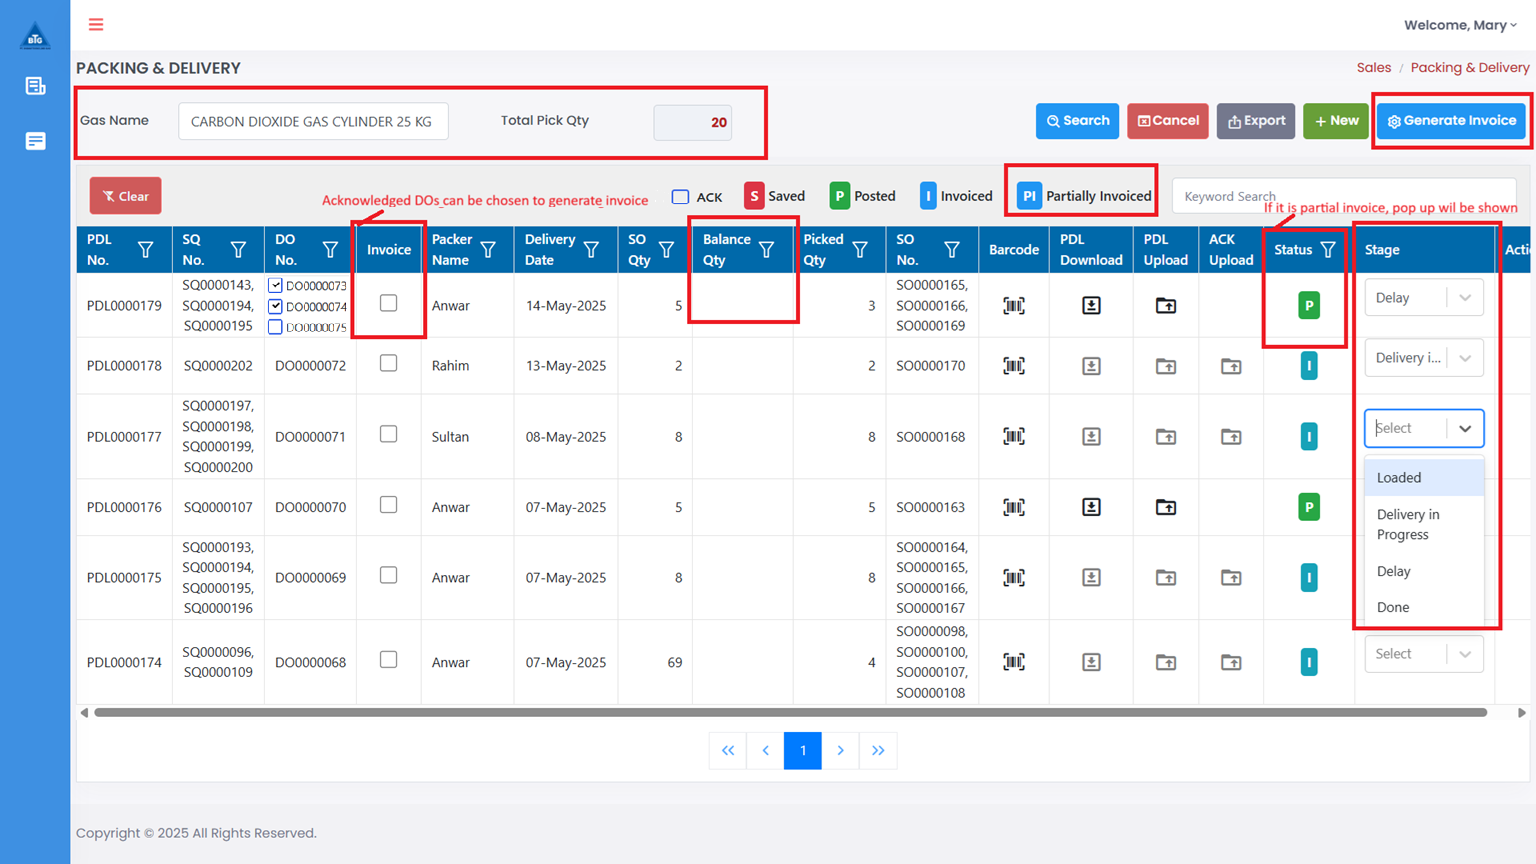 BTG
Welcome, Mary
PACKING & DELIVERY
Sales / Packing & Delivery
Gas Name
CARBON DIOXIDE GAS CYLINDER 25 KG
Total Pick Qty
20
Search
Cancel
Export
+ New
Generate Invoice
Clear
Acknowledged DOs can be chosen to generate invoice
ACK
S Saved
P Posted
I Invoiced
PI Partially Invoiced
Keyword Search
If it is partial invoice, pop up wil be shown
PDL No.
SQ No.
DO No.
Invoice
Packer Name
Delivery Date
SO Qty
Balance Qty
Picked Qty
SO No.
Barcode
PDL Download
PDL Upload
ACK Upload
Status
Stage
Acti
PDL0000179
SQ0000143,
SQ0000194,
SQ0000195
DO0000073
DO0000074
DO0000075
Anwar
14-May-2025
5
3
SO0000165,
SO0000166,
SO0000169
P
Delay
PDL0000178
SQ0000202
DO0000072
Rahim
13-May-2025
2
2
SO0000170
I
Delivery i...
PDL0000177
SQ0000197,
SQ0000198,
SQ0000199,
SQ0000200
DO0000071
Sultan
08-May-2025
8
8
SO0000168
I
Select
Loaded
Delivery in
Progress
Delay
Done
PDL0000176
SQ0000107
DO0000070
Anwar
07-May-2025
5
5
SO0000163
P
PDL0000175
SQ0000193,
SQ0000194,
SQ0000195,
SQ0000196
DO0000069
Anwar
07-May-2025
8
8
SO0000164,
SO0000165,
SO0000166,
SO0000167
I
PDL0000174
SQ0000096,
SQ0000109
DO0000068
Anwar
07-May-2025
69
4
SO0000098,
SO0000100,
SO0000107,
SO0000108
I
Select
1
Copyright © 2025 All Rights Reserved.